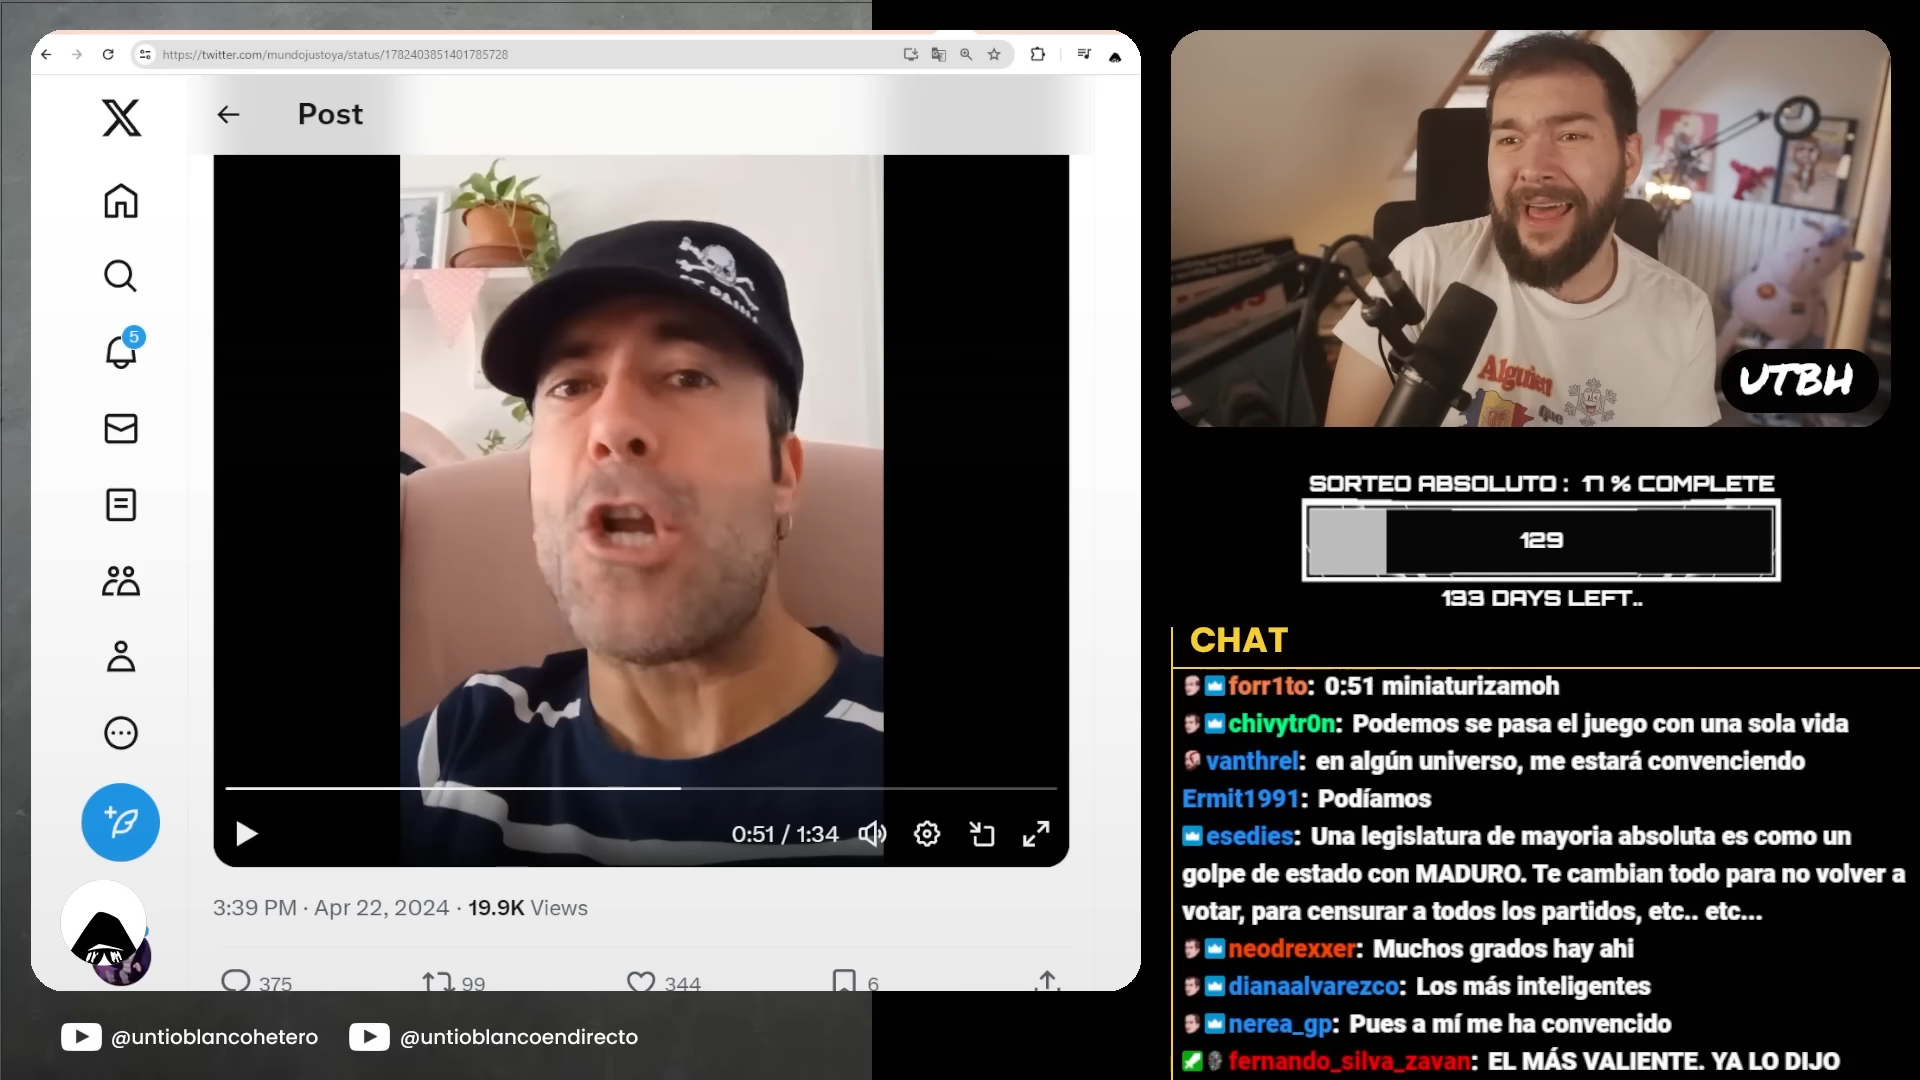 https://twitter.com/mundojustoya/status/1782403851401785728
Post
5
0:51 / 1:34
3:39 PM · Apr 22, 2024 · 19.9K Views
375
99
344
6
@untioblancohetero
@untioblancoendirecto
Alguien
que
UTBH
SORTEO ABSOLUTO : 17 % COMPLETE
129
133 DAYS LEFT..
CHAT
forr1to: 0:51 miniaturizamoh
chivytr0n: Podemos se pasa el juego con una sola vida
vanthrel: en algún universo, me estará convenciendo
Ermit1991: Podíamos
esedies: Una legislatura de mayoria absoluta es como un
golpe de estado con MADURO. Te cambian todo para no volver a
votar, para censurar a todos los partidos, etc.. etc...
neodrexxer: Muchos grados hay ahi
dianaalvarezco: Los más inteligentes
nerea_gp: Pues a mí me ha convencido
fernando_silva_zavan: EL MÁS VALIENTE. YA LO DIJO